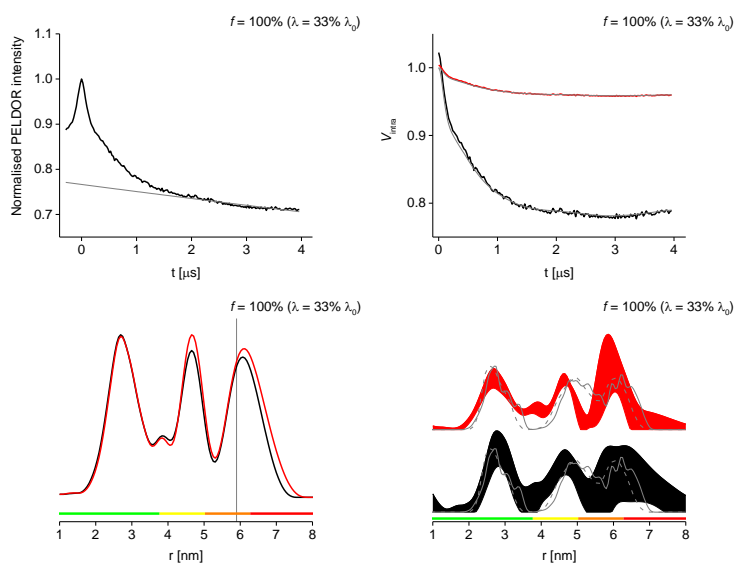 f = 100% (λ = 33% λ₀)
Normalised PELDOR intensity
1.1
1.0
0.9
0.8
0.7
0 1 2 3 4
t [μs]
f = 100% (λ = 33% λ₀)
V_intra
1.0
0.9
0.8
0 1 2 3 4
t [μs]
f = 100% (λ = 33% λ₀)
1 2 3 4 5 6 7 8
r [nm]
f = 100% (λ = 33% λ₀)
1 2 3 4 5 6 7 8
r [nm]